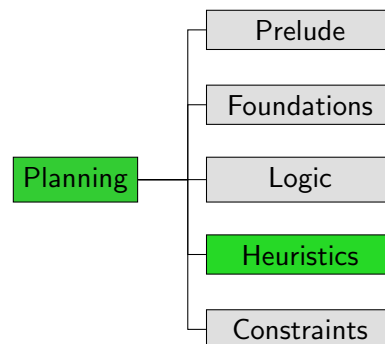 Prelude
Foundations
Planning
Logic
Heuristics
Constraints